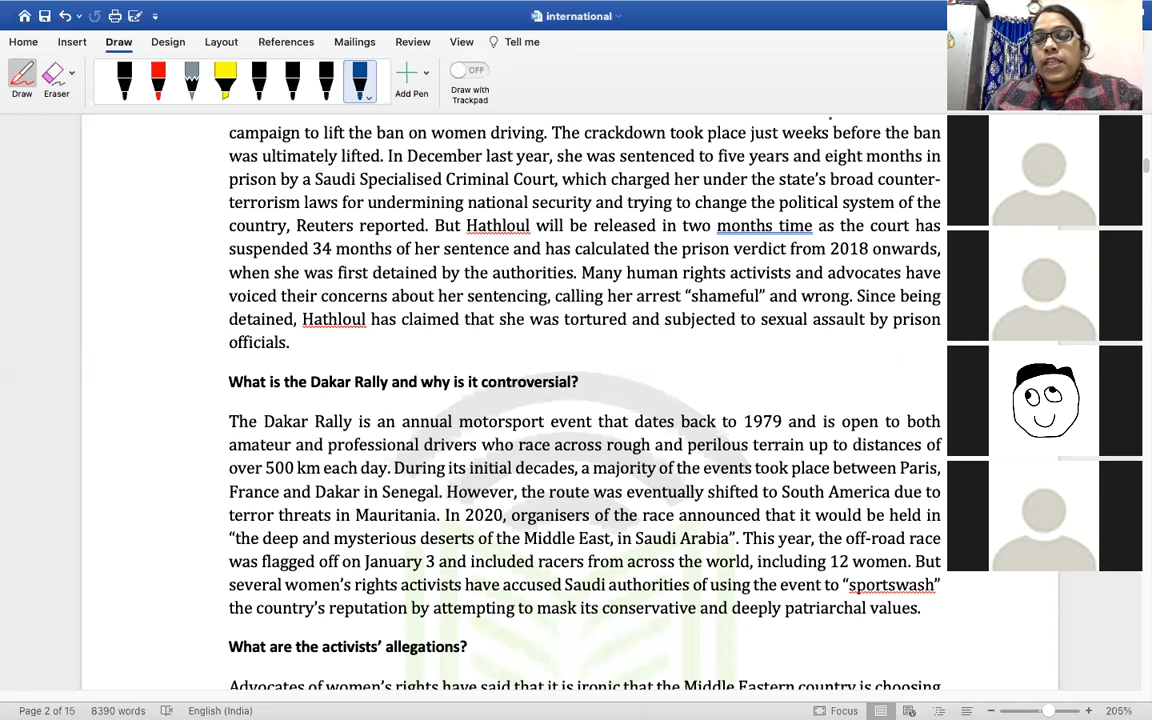 international
Home Insert Draw Design Layout References Mailings Review View Tell me
OFF
Draw Eraser Add Pen Draw with
Trackpad
campaign to lift the ban on women driving. The crackdown took place just weeks before the ban
was ultimately lifted. In December last year, she was sentenced to five years and eight months in
prison by a Saudi Specialised Criminal Court, which charged her under the state’s broad counter-
terrorism laws for undermining national security and trying to change the political system of the
country, Reuters reported. But Hathloul will be released in two months time as the court has
suspended 34 months of her sentence and has calculated the prison verdict from 2018 onwards,
when she was first detained by the authorities. Many human rights activists and advocates have
voiced their concerns about her sentencing, calling her arrest “shameful” and wrong. Since being
detained, Hathloul has claimed that she was tortured and subjected to sexual assault by prison
officials.
What is the Dakar Rally and why is it controversial?
The Dakar Rally is an annual motorsport event that dates back to 1979 and is open to both
amateur and professional drivers who race across rough and perilous terrain up to distances of
over 500 km each day. During its initial decades, a majority of the events took place between Paris,
France and Dakar in Senegal. However, the route was eventually shifted to South America due to
terror threats in Mauritania. In 2020, organisers of the race announced that it would be held in
“the deep and mysterious deserts of the Middle East, in Saudi Arabia”. This year, the off-road race
was flagged off on January 3 and included racers from across the world, including 12 women. But
several women’s rights activists have accused Saudi authorities of using the event to “sportswash”
the country’s reputation by attempting to mask its conservative and deeply patriarchal values.
What are the activists’ allegations?
Advocates of women’s rights have said that it is ironic that the Middle Eastern country is choosing
Page 2 of 15 8390 words English (India) Focus 205%